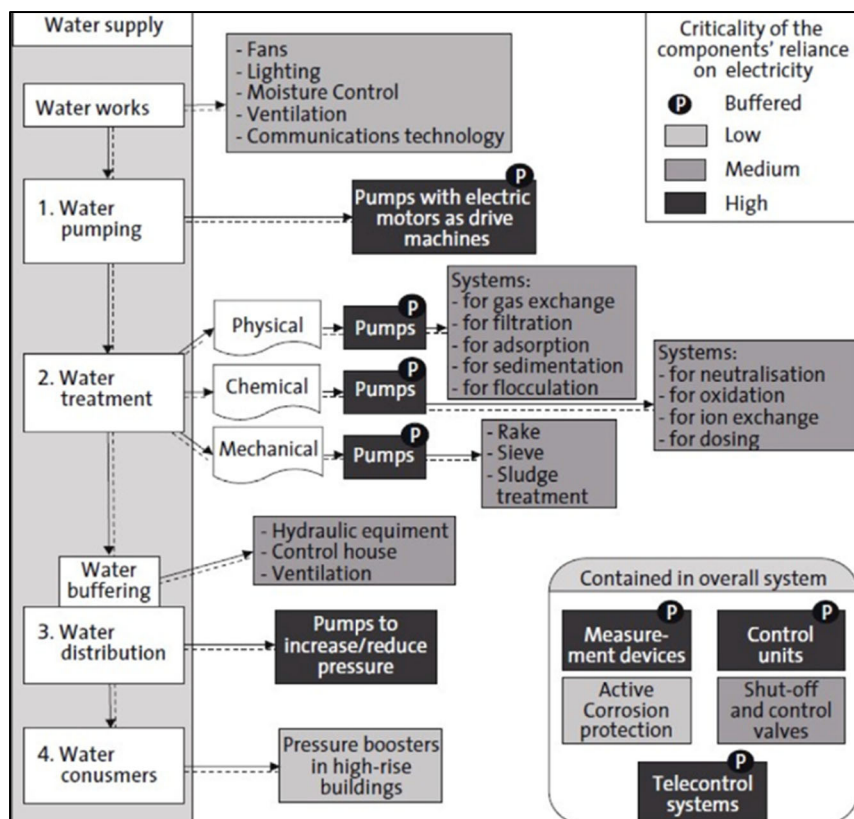 Water supply
Water works
- Fans
- Lighting
- Moisture Control
- Ventilation
- Communications technology
Criticality of the
components' reliance
on electricity
P Buffered
Low
Medium
High
1. Water
pumping
P
Pumps with electric
motors as drive
machines
2. Water
treatment
Physical
P
Pumps
Systems:
- for gas exchange
- for filtration
- for adsorption
- for sedimentation
- for flocculation
Chemical
P
Pumps
Systems:
- for neutralisation
- for oxidation
- for ion exchange
- for dosing
Mechanical
P
Pumps
- Rake
- Sieve
- Sludge
treatment
Water
buffering
- Hydraulic equiment
- Control house
- Ventilation
3. Water
distribution
Pumps to
increase/reduce
pressure
4. Water
conusmers
Pressure boosters
in high-rise
buildings
Contained in overall system
P
Measure-
ment devices
P
Control
units
Active
Corrosion
protection
Shut-off
and control
valves
P
Telecontrol
systems